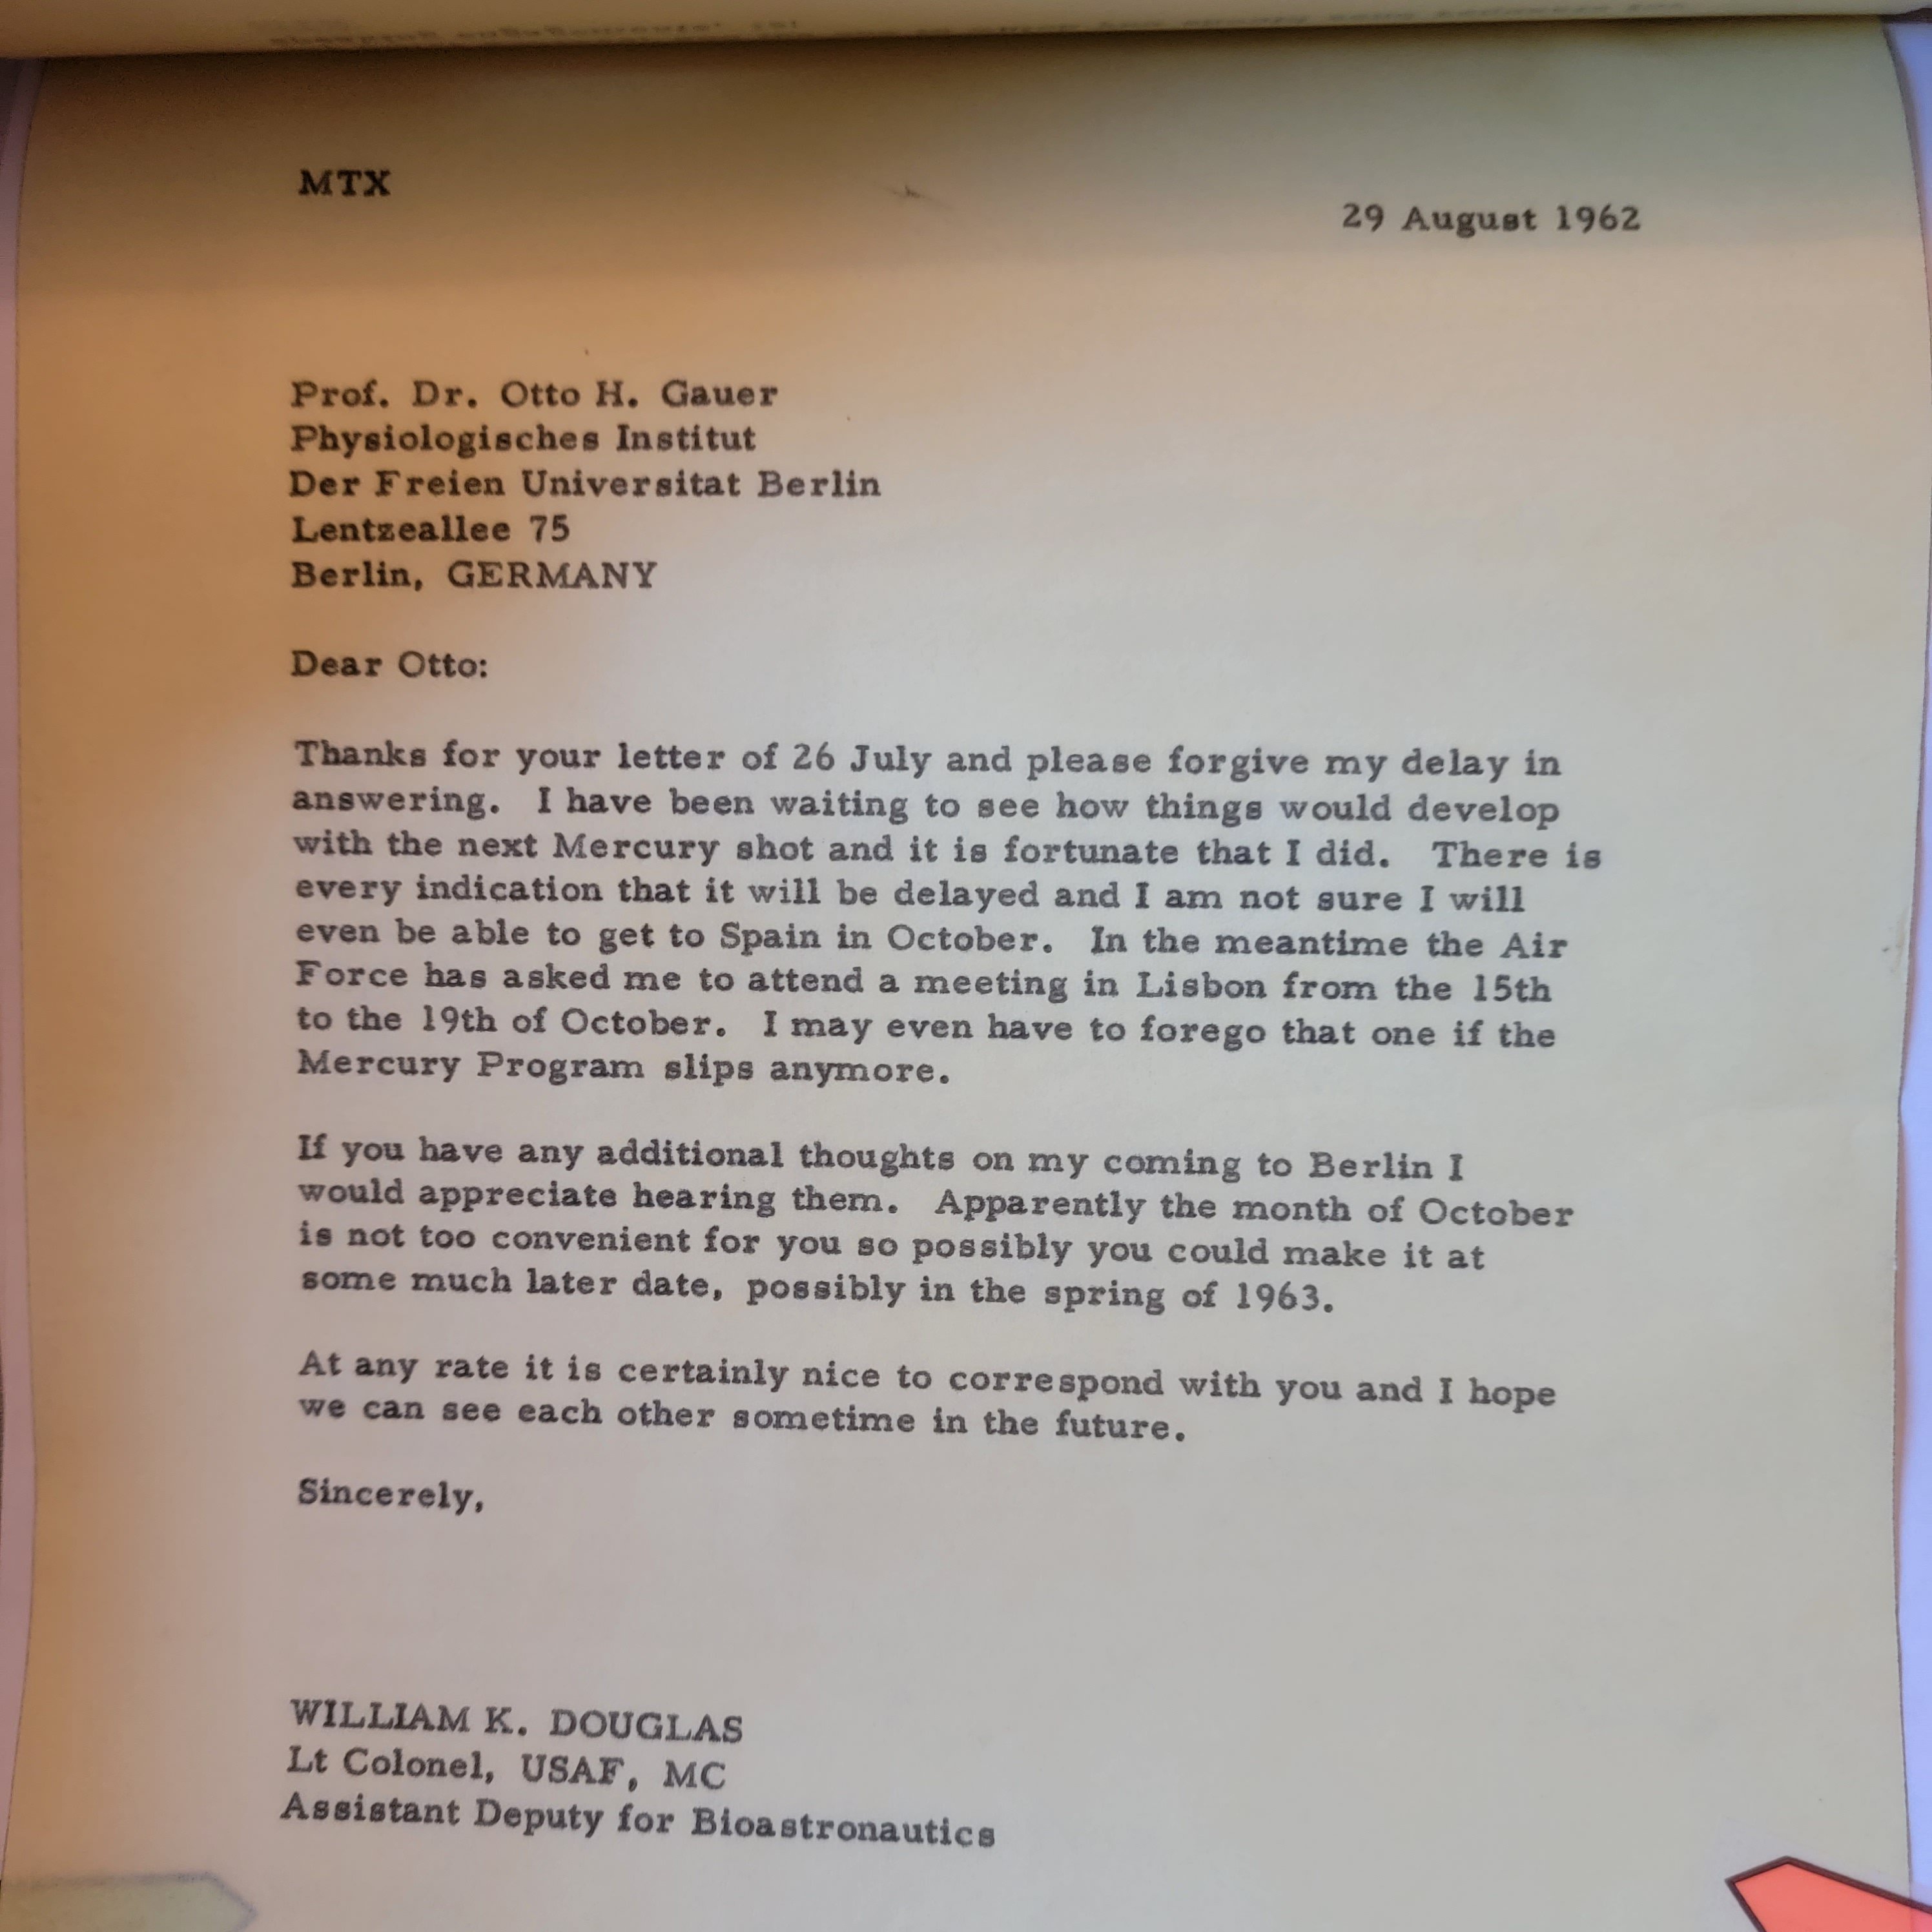 MTX
29 August 1962
Prof. Dr. Otto H. Gauer
Physiologisches Institut
Der Freien Universitat Berlin
Lentzeallee 75
Berlin, GERMANY
Dear Otto:
Thanks for your letter of 26 July and please forgive my delay in
answering. I have been waiting to see how things would develop
with the next Mercury shot and it is fortunate that I did. There is
every indication that it will be delayed and I am not sure I will
even be able to get to Spain in October. In the meantime the Air
Force has asked me to attend a meeting in Lisbon from the 15th
to the 19th of October. I may even have to forego that one if the
Mercury Program slips anymore.
If you have any additional thoughts on my coming to Berlin I
would appreciate hearing them. Apparently the month of October
is not too convenient for you so possibly you could make it at
some much later date, possibly in the spring of 1963.
At any rate it is certainly nice to correspond with you and I hope
we can see each other sometime in the future.
Sincerely,
WILLIAM K. DOUGLAS
Lt Colonel, USAF, MC
Assistant Deputy for Bioastronautics